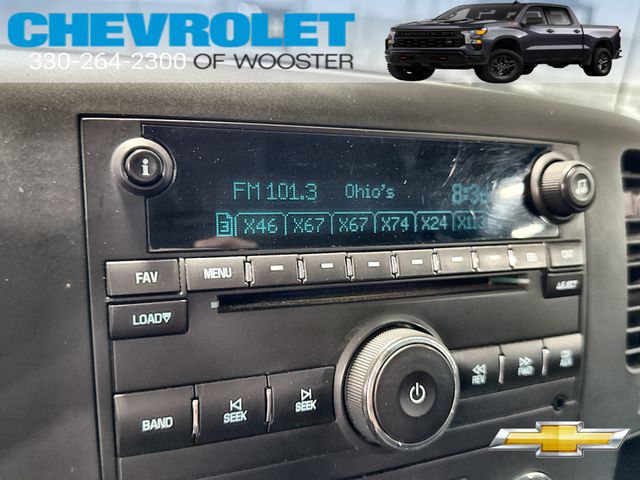 CHEVROLET
330-264-2300 OF WOOSTER
i
FM 101.3 Ohio's
3 X46 X67 X67 X74 X24
FAV MENU
LOAD
BAND SEEK SEEK REV FWD